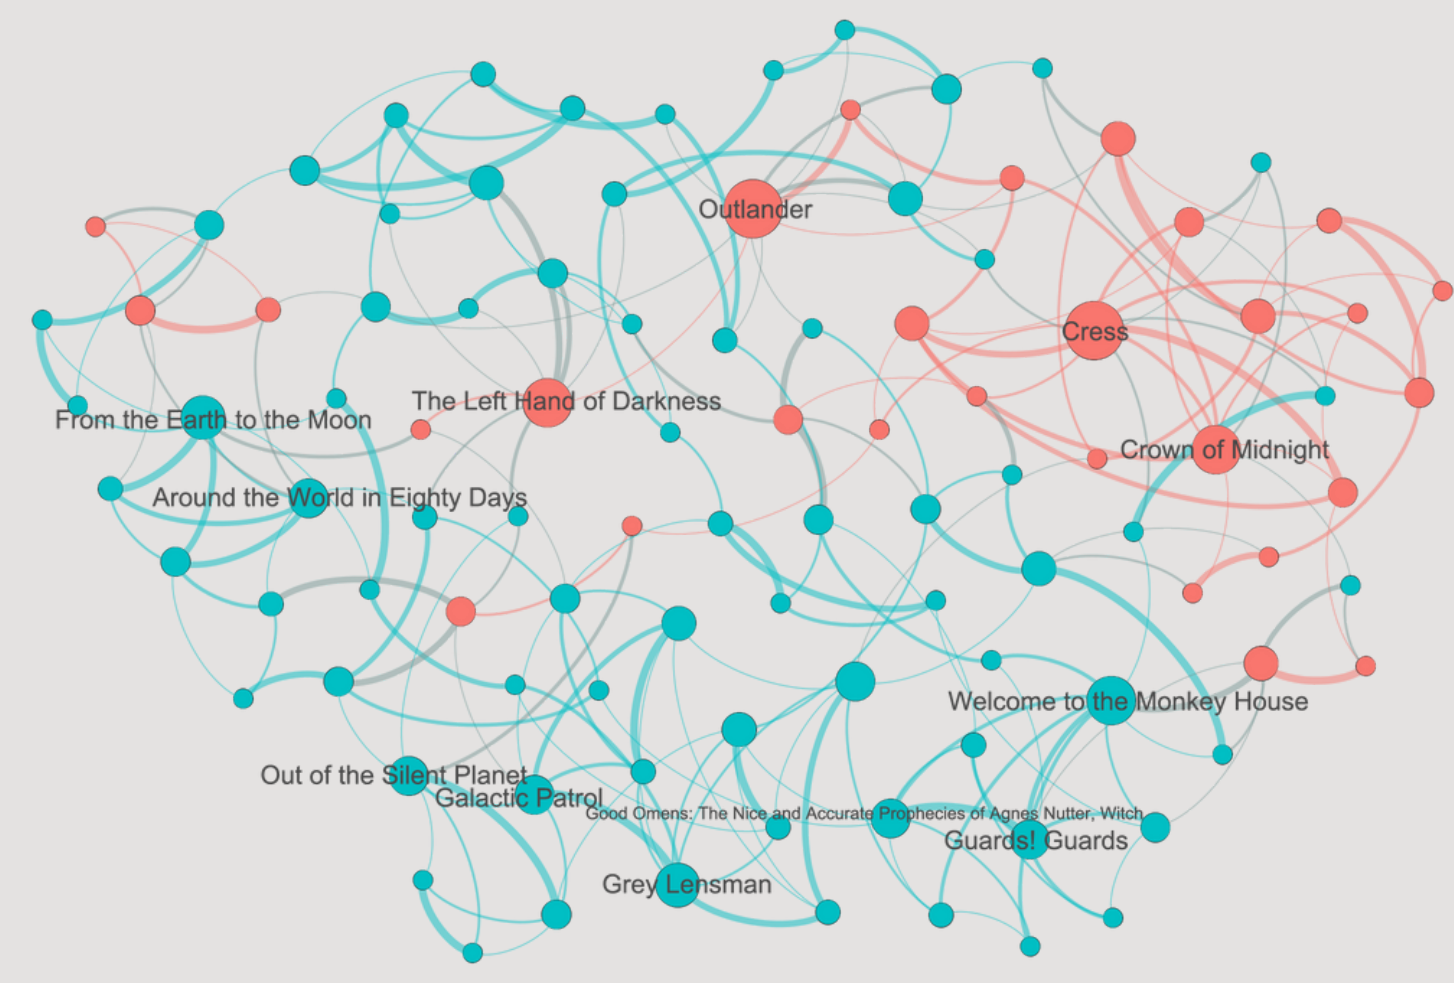 Outlander
Cress
The Left Hand of Darkness
From the Earth to the Moon
Crown of Midnight
Around the World in Eighty Days
Welcome to the Monkey House
Out of the Silent Planet
Galactic Patrol
Good Omens: The Nice and Accurate Prophecies of Agnes Nutter, Witch
Guards! Guards
Grey Lensman